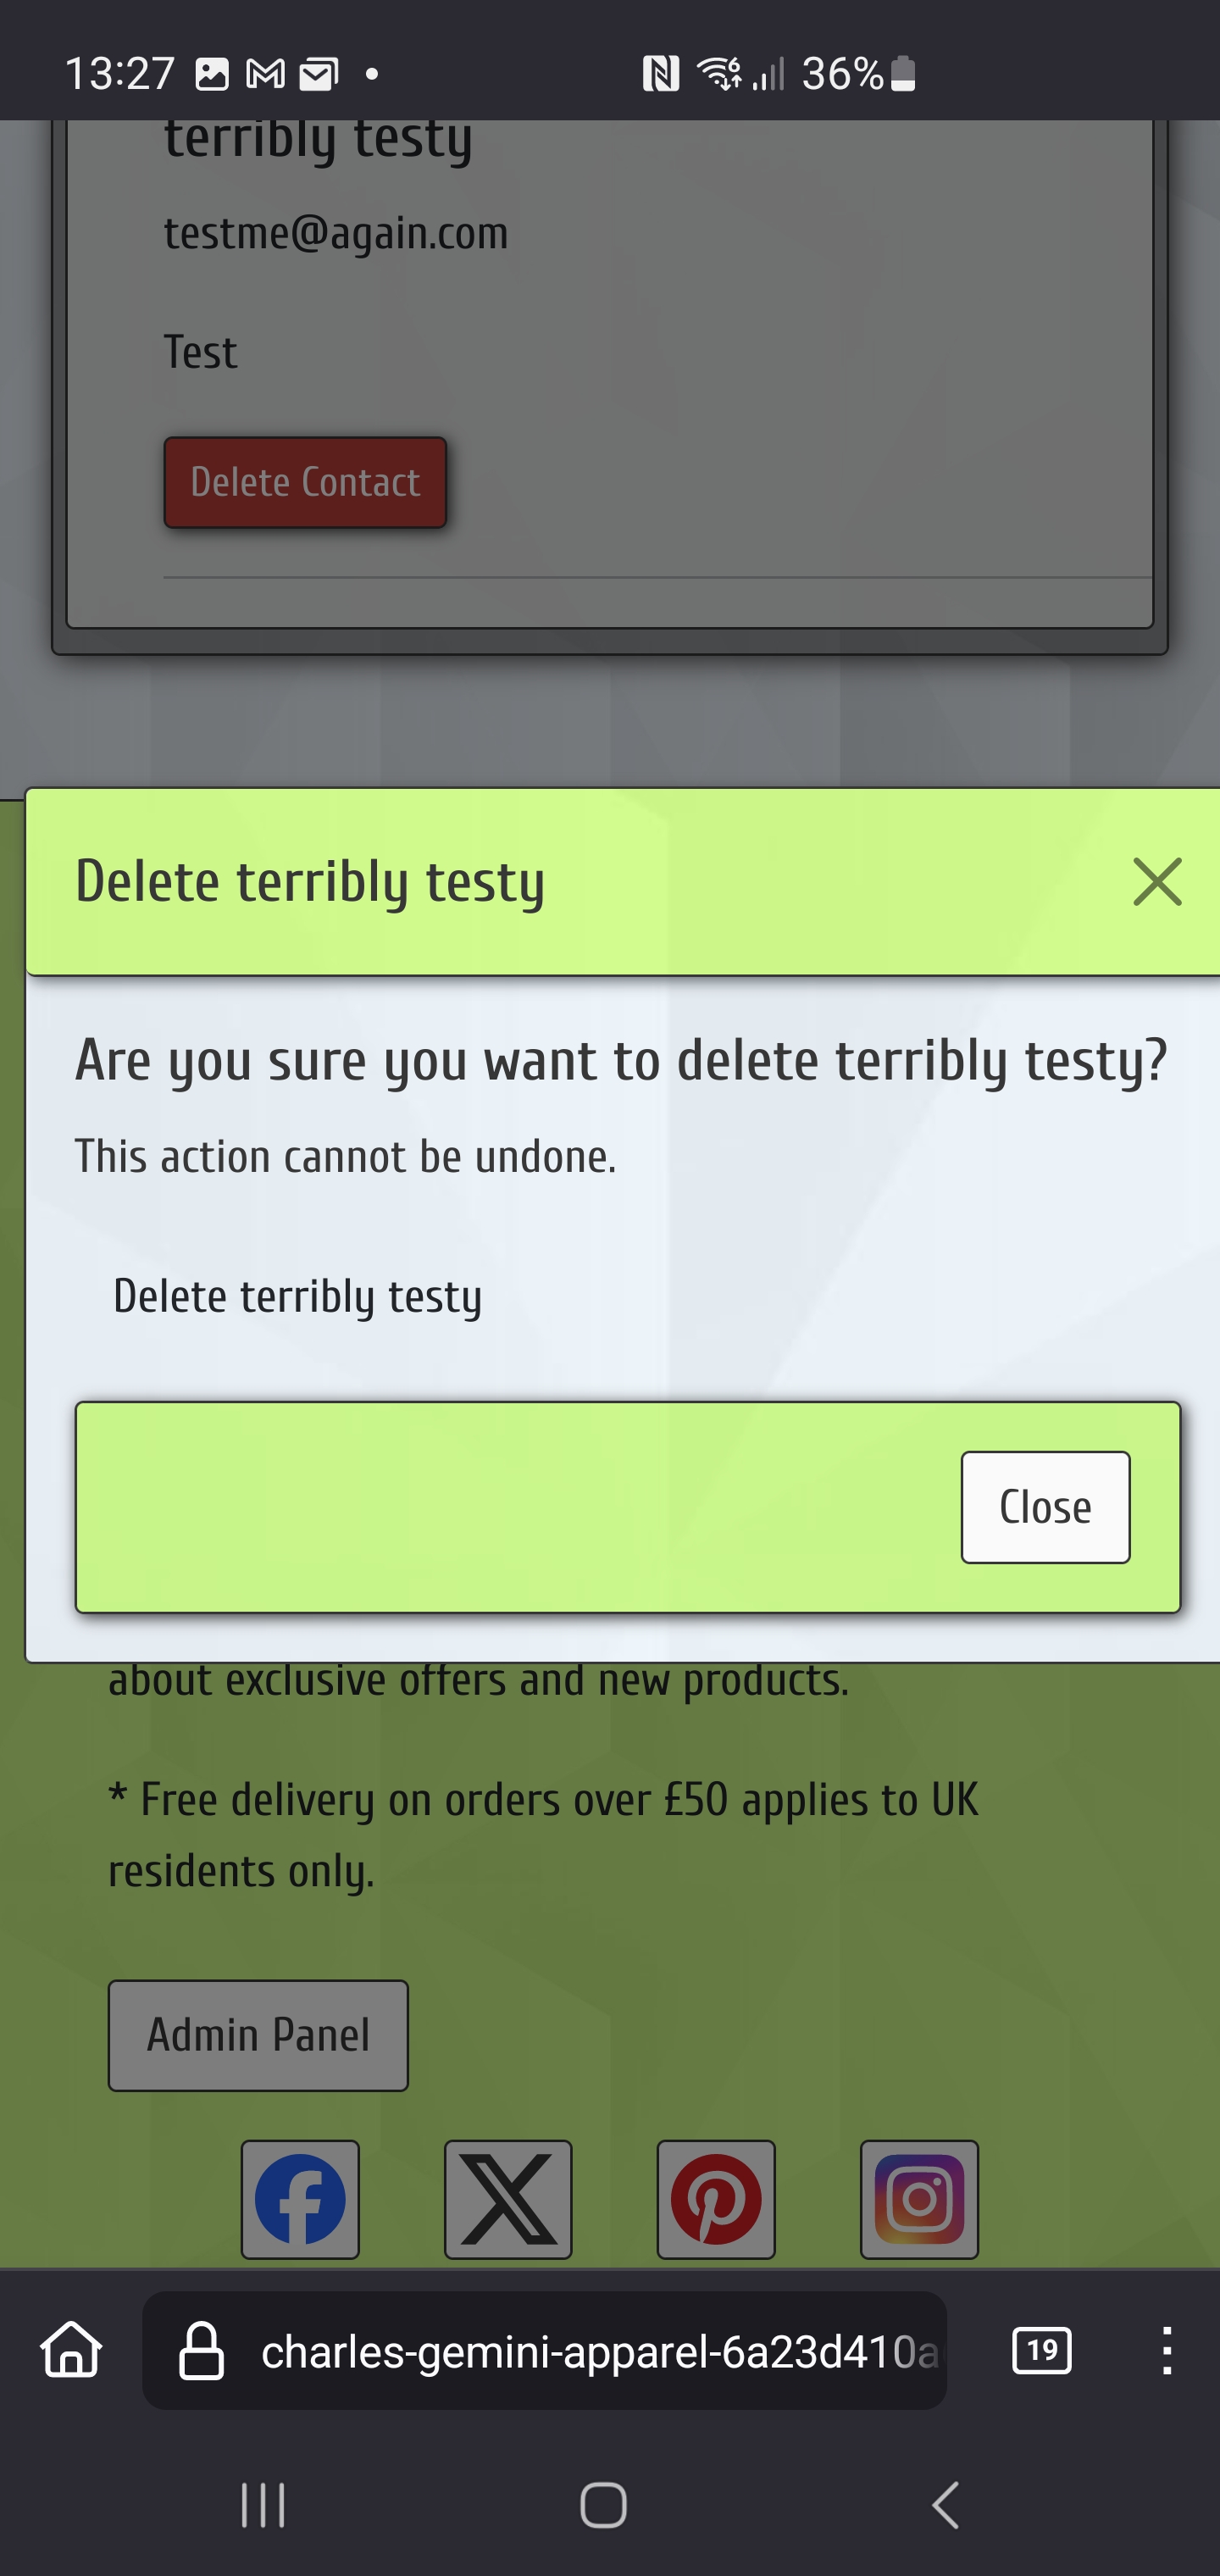 13:27
36%
terribly testy
testme@again.com
Test
Delete Contact
Delete terribly testy
Are you sure you want to delete terribly testy?
This action cannot be undone.
Delete terribly testy
Close
about exclusive offers and new products.
* Free delivery on orders over £50 applies to UK
residents only.
Admin Panel
charles-gemini-apparel-6a23d410a
19